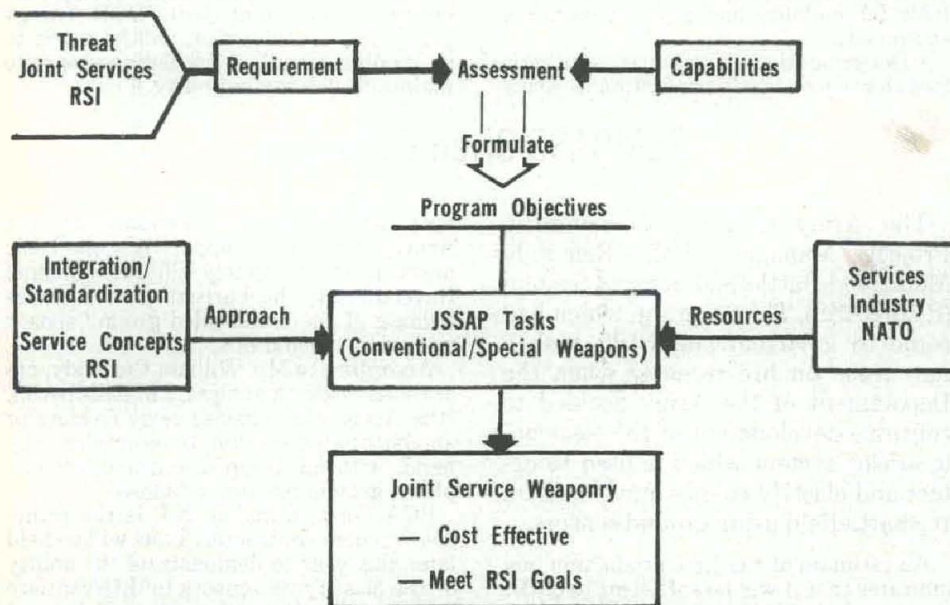 Threat
Joint Services
RSI
Requirement
Assessment
Capabilities
Formulate
Program Objectives
Integration/
Standardization
Service Concepts
RSI
Approach
JSSAP Tasks
(Conventional/Special Weapons)
Resources
Services
Industry
NATO
Joint Service Weaponry
— Cost Effective
— Meet RSI Goals